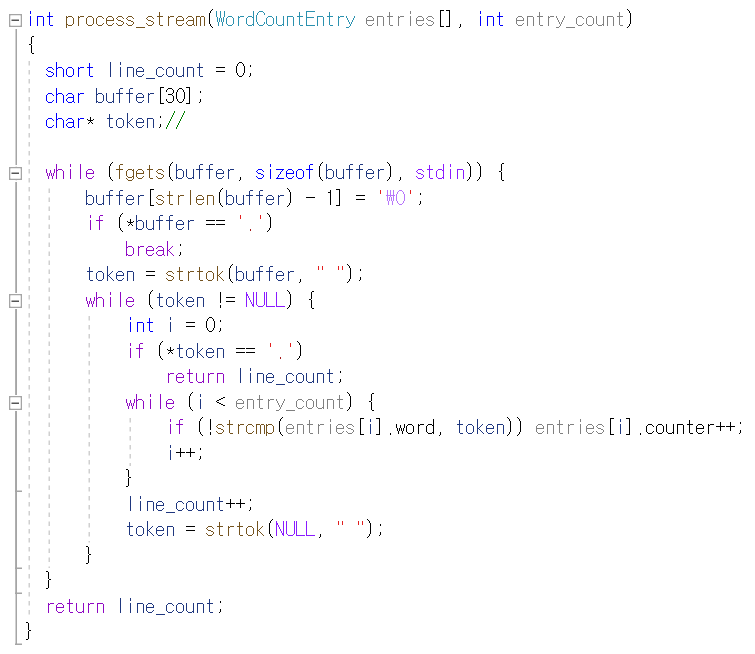 int process_stream(WordCountEntry entries[], int entry_count)
{
short line_count = 0;
char buffer[30];
char* token;//
while (fgets(buffer, sizeof(buffer), stdin)) {
buffer[strlen(buffer) - 1] = '₩0';
if (*buffer == '.')
break;
token = strtok(buffer, " ");
while (token != NULL) {
int i = 0;
if (*token == '.')
return line_count;
while (i < entry_count) {
if (!strcmp(entries[i].word, token)) entries[i].counter++;
i++;
}
line_count++;
token = strtok(NULL, " ");
}
}
return line_count;
}